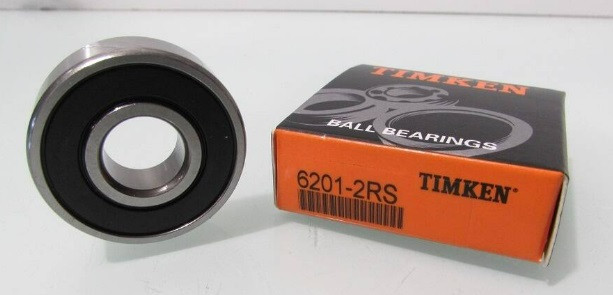 TIMKEN
BALL BEARINGS
6201-2RS
TIMKEN®